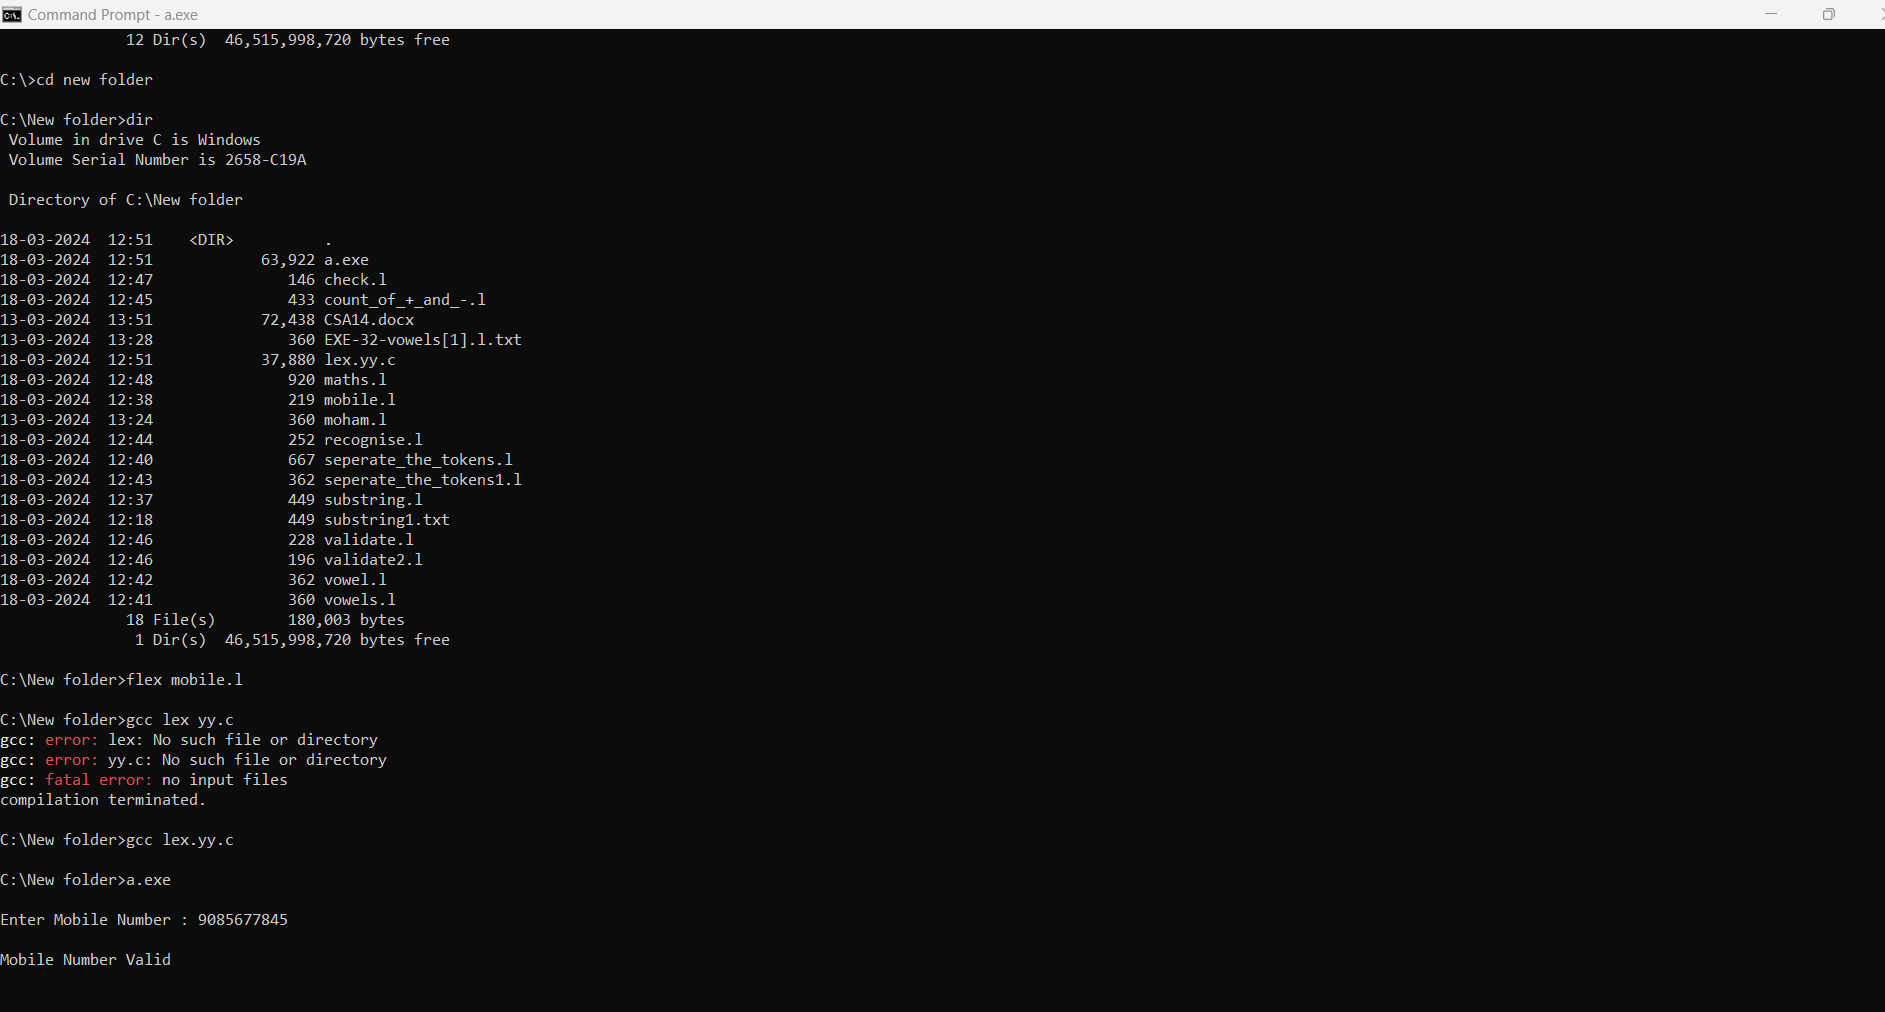 Command Prompt - a.exe
12 Dir(s)  46,515,998,720 bytes free
C:\>cd new folder
C:\New folder>dir
Volume in drive C is Windows
Volume Serial Number is 2658-C19A
Directory of C:\New folder
18-03-2024  12:51    <DIR>          .
18-03-2024  12:51            63,922 a.exe
18-03-2024  12:47               146 check.l
18-03-2024  12:45               433 count_of_+_and_-.l
13-03-2024  13:51            72,438 CSA14.docx
13-03-2024  13:28               360 EXE-32-vowels[1].l.txt
18-03-2024  12:51            37,880 lex.yy.c
18-03-2024  12:48               920 maths.l
18-03-2024  12:38               219 mobile.l
13-03-2024  13:24               360 moham.l
18-03-2024  12:44               252 recognise.l
18-03-2024  12:40               667 seperate_the_tokens.l
18-03-2024  12:43               362 seperate_the_tokens1.l
18-03-2024  12:37               449 substring.l
18-03-2024  12:18               449 substring1.txt
18-03-2024  12:46               228 validate.l
18-03-2024  12:46               196 validate2.l
18-03-2024  12:42               362 vowel.l
18-03-2024  12:41               360 vowels.l
18 File(s)        180,003 bytes
1 Dir(s)  46,515,998,720 bytes free
C:\New folder>flex mobile.l
C:\New folder>gcc lex yy.c
gcc: error: lex: No such file or directory
gcc: error: yy.c: No such file or directory
gcc: fatal error: no input files
compilation terminated.
C:\New folder>gcc lex.yy.c
C:\New folder>a.exe
Enter Mobile Number : 9085677845
Mobile Number Valid